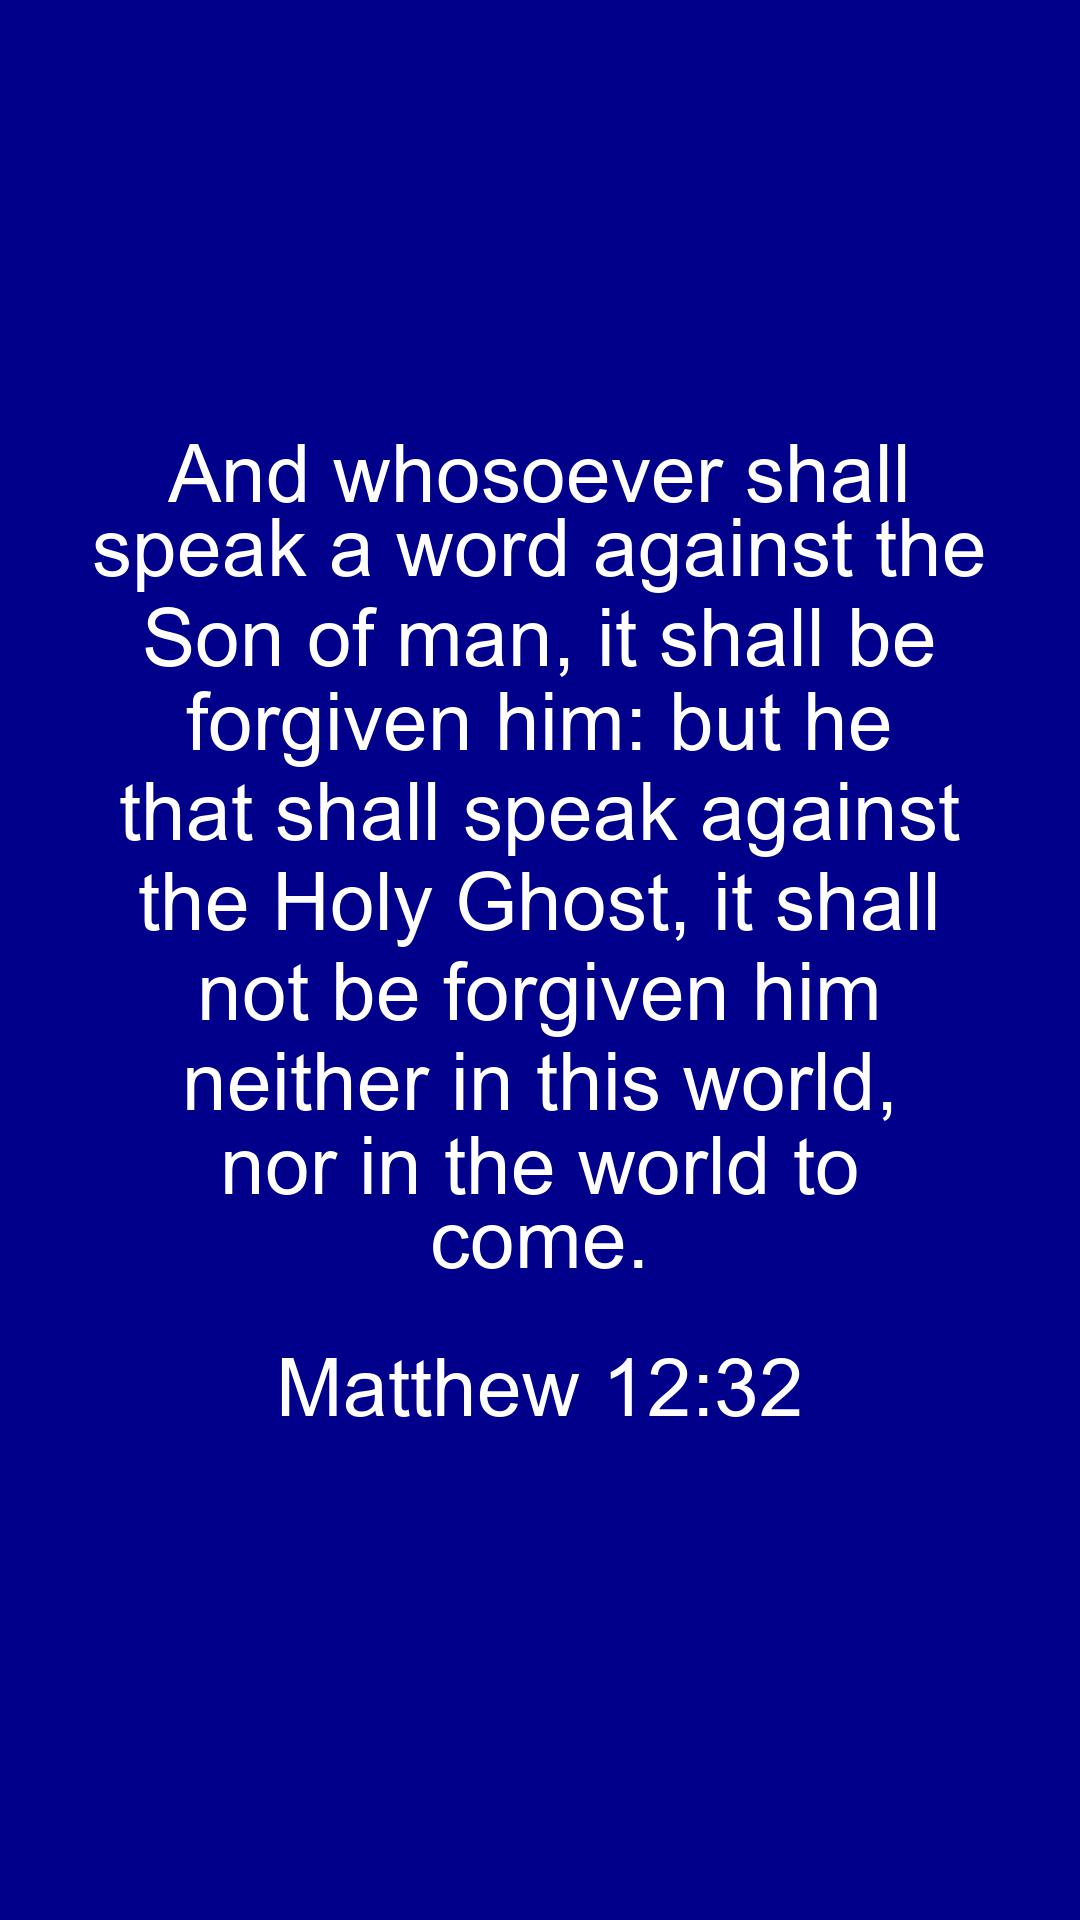 And whosoever shall
speak a word against the
Son of man, it shall be
forgiven him: but he
that shall speak against
the Holy Ghost, it shall
not be forgiven him
neither in this world,
nor in the world to
come.
Matthew 12:32